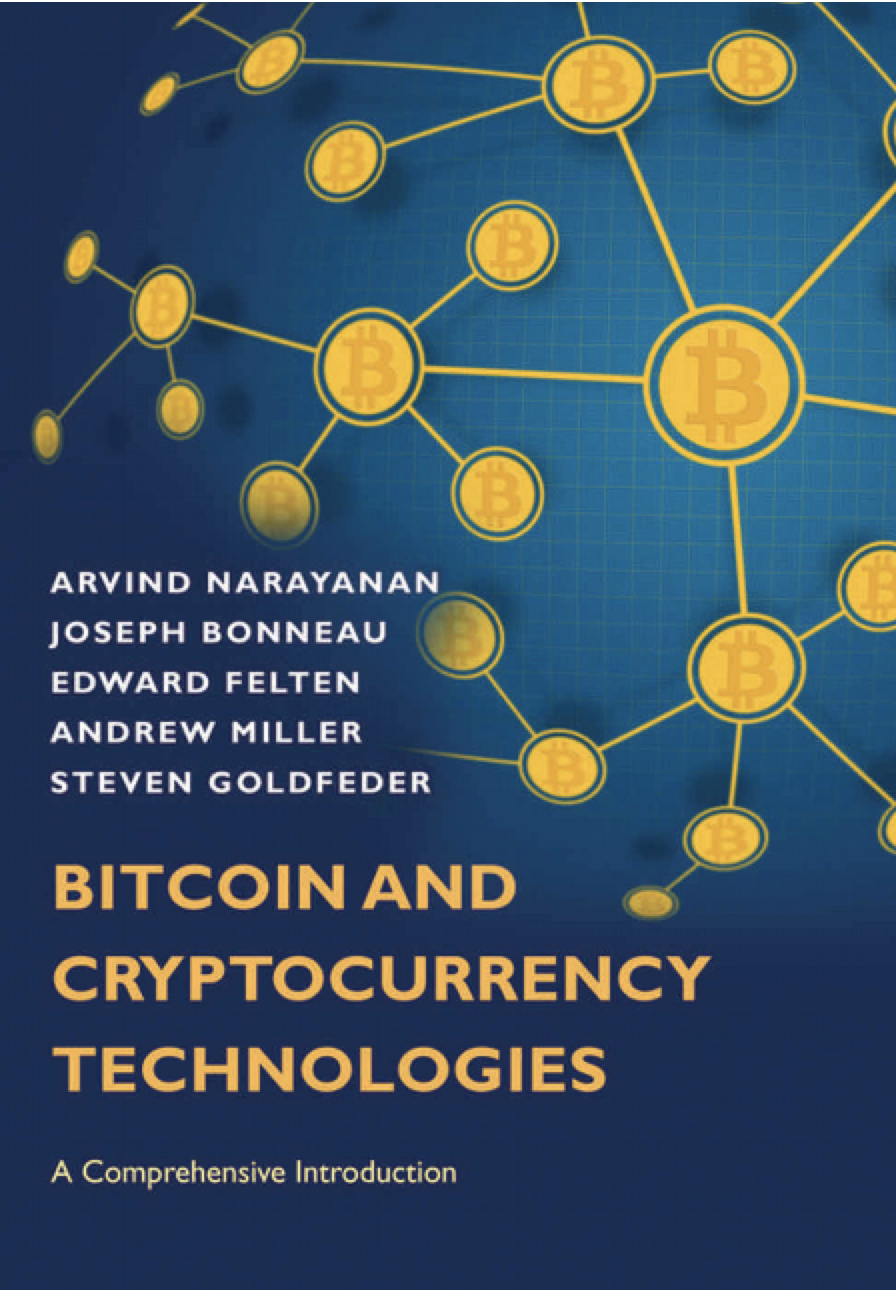 ARVIND NARAYANAN
JOSEPH BONNEAU
EDWARD FELTEN
ANDREW MILLER
STEVEN GOLDFEDER
BITCOIN AND
CRYPTOCURRENCY
TECHNOLOGIES
A Comprehensive Introduction